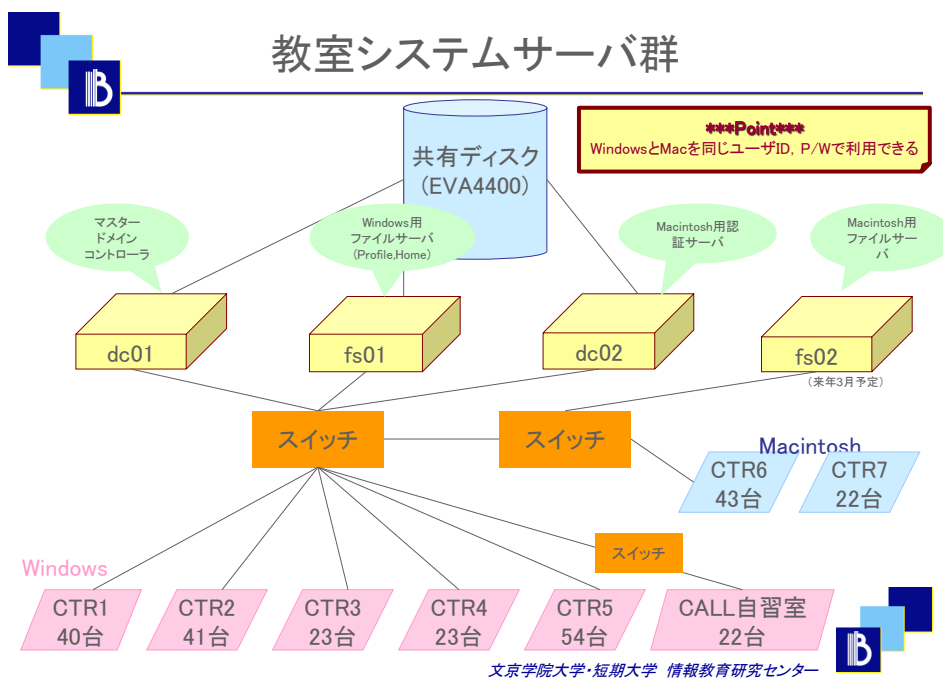 教室システムサーバ群
共有ディスク
(EVA4400)
***Point***
WindowsとMacを同じユーザID, P/Wで利用できる
マスター
ドメイン
コントローラ
Windows用
ファイルサーバ
(Profile,Home)
Macintosh用認
証サーバ
Macintosh用
ファイルサー
バ
dc01
fs01
dc02
fs02
(来年3月予定)
スイッチ
スイッチ
Macintosh
CTR6
43台
CTR7
22台
スイッチ
Windows
CTR1
40台
CTR2
41台
CTR3
23台
CTR4
23台
CTR5
54台
CALL自習室
22台
文京学院大学・短期大学 情報教育研究センター